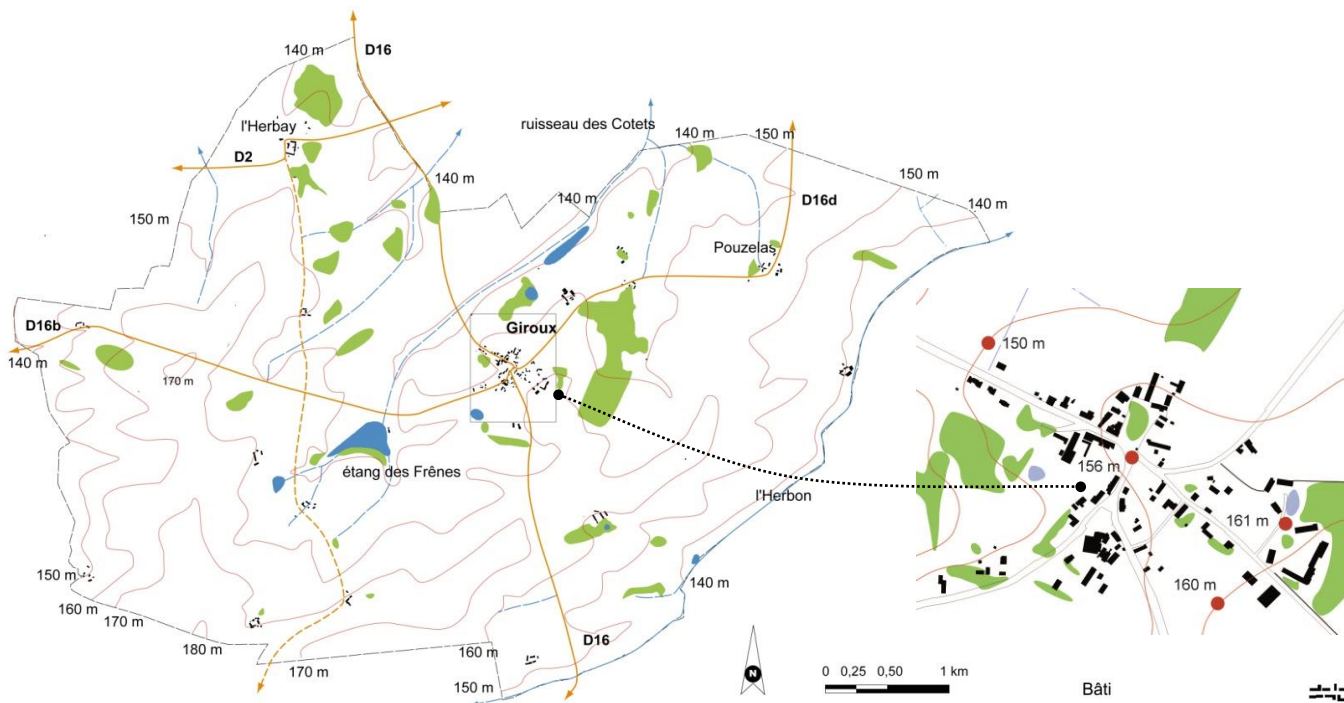 D16
140 m
l'Herbay
D2
140 m
150 m
ruisseau des Cotets
140 m
150 m
140 m
D16d
150 m
140 m
Pouzelas
D16b
140 m
170 m
Giroux
étang des Frênes
l'Herbon
150 m
160 m
170 m
180 m
170 m
160 m
150 m
D16
140 m
150 m
156 m
161 m
160 m
N
0 0,25 0,50 1 km
Bâti